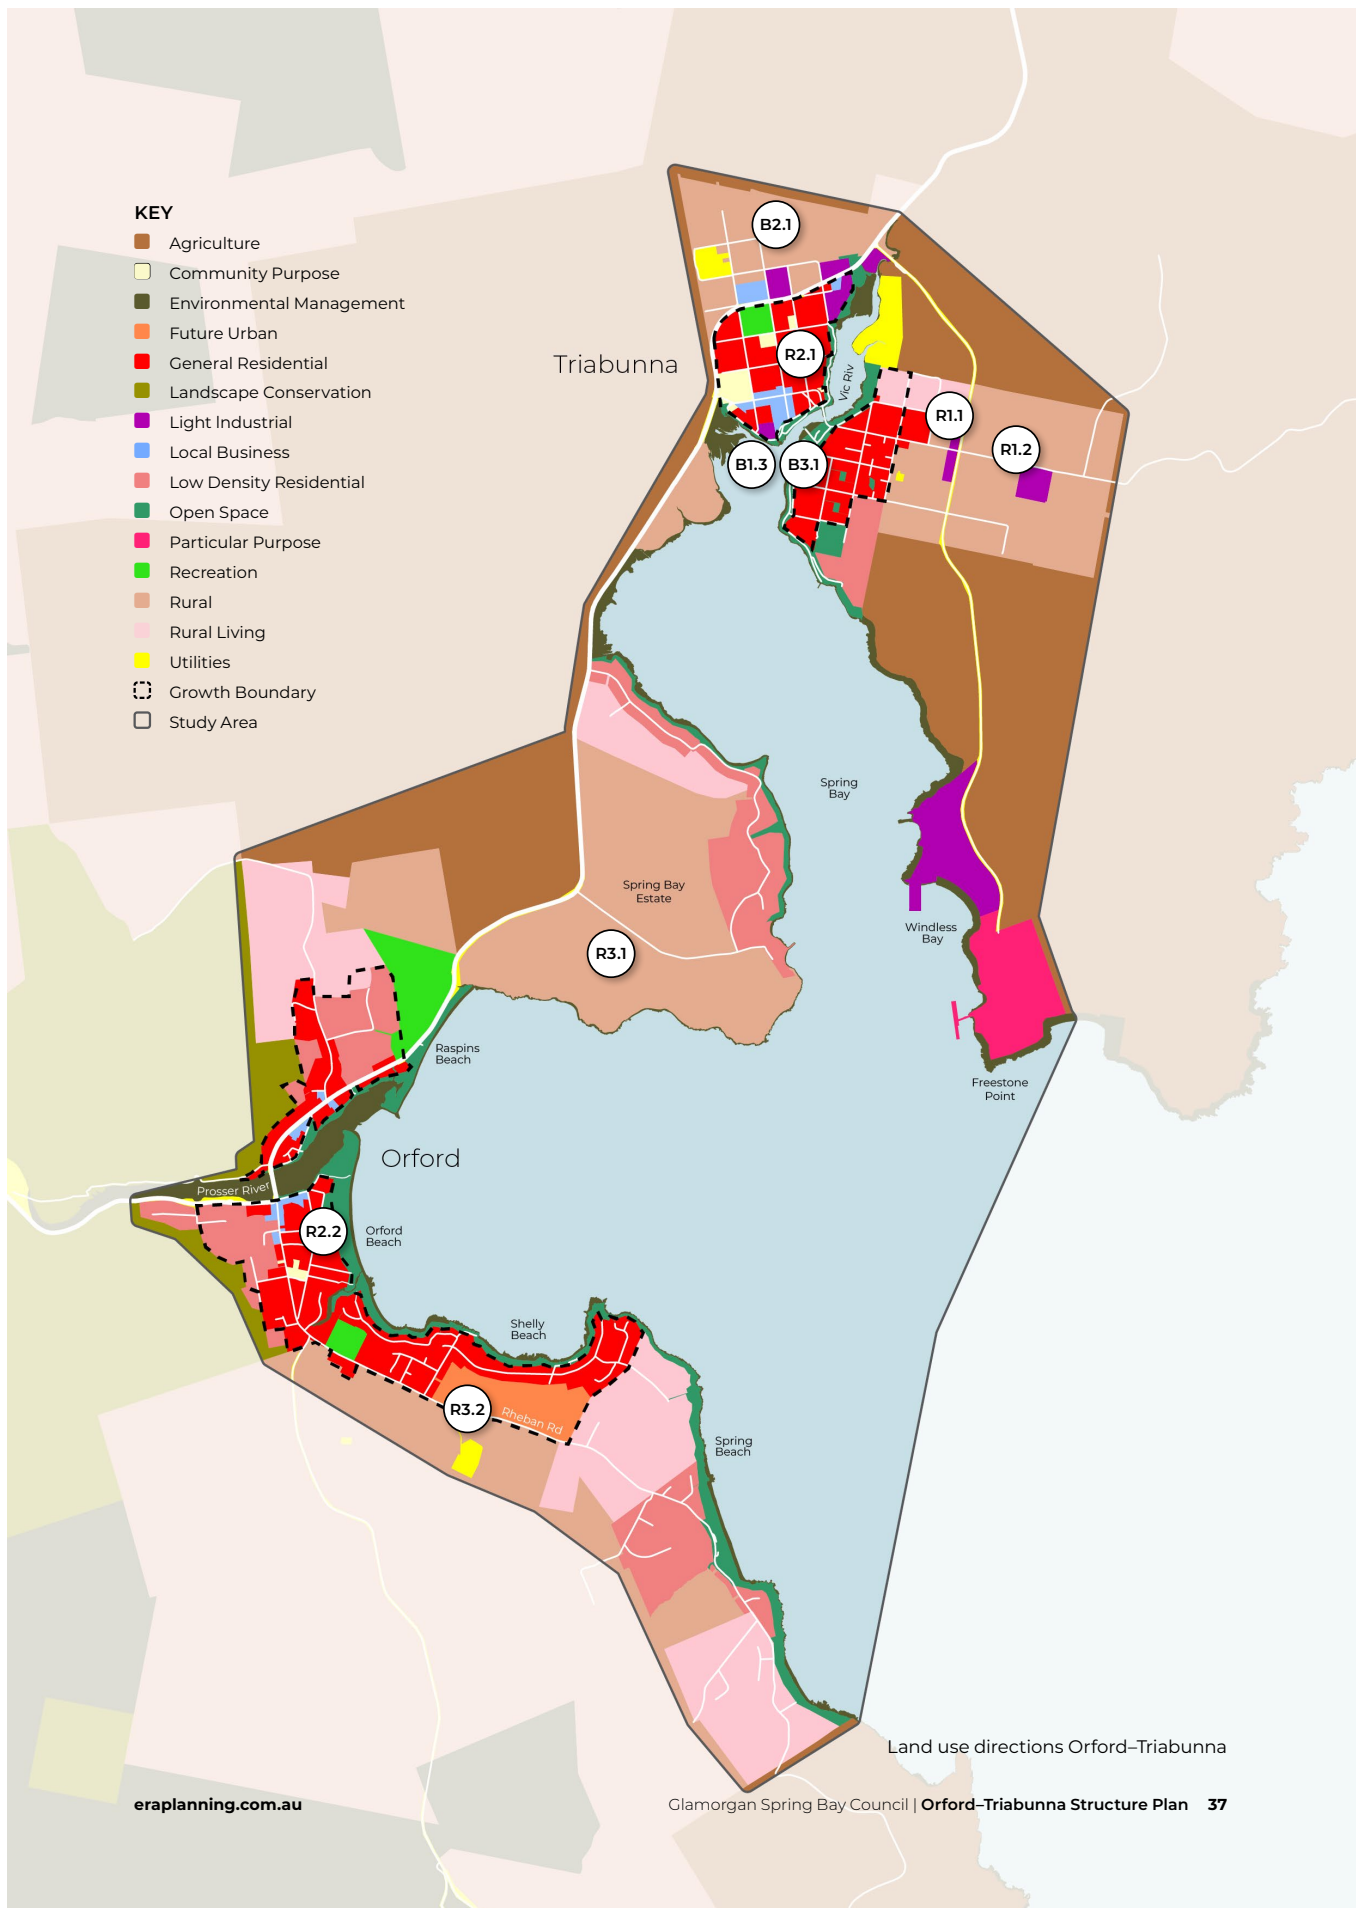 KEY
Agriculture
Community Purpose
Environmental Management
Future Urban
General Residential
Landscape Conservation
Light Industrial
Local Business
Low Density Residential
Open Space
Particular Purpose
Recreation
Rural
Rural Living
Utilities
Growth Boundary
Study Area
B2.1
Triabunna
R2.1
Vic Riv
R1.1
R1.2
B1.3
B3.1
Spring
Bay
Spring Bay
Estate
R3.1
Windless
Bay
Raspins
Beach
Freestone
Point
Orford
Prosser River
R2.2
Orford
Beach
Shelly
Beach
R3.2
Rheban Rd
Spring
Beach
Land use directions Orford–Triabunna
eraplanning.com.au
Glamorgan Spring Bay Council | Orford–Triabunna Structure Plan 37